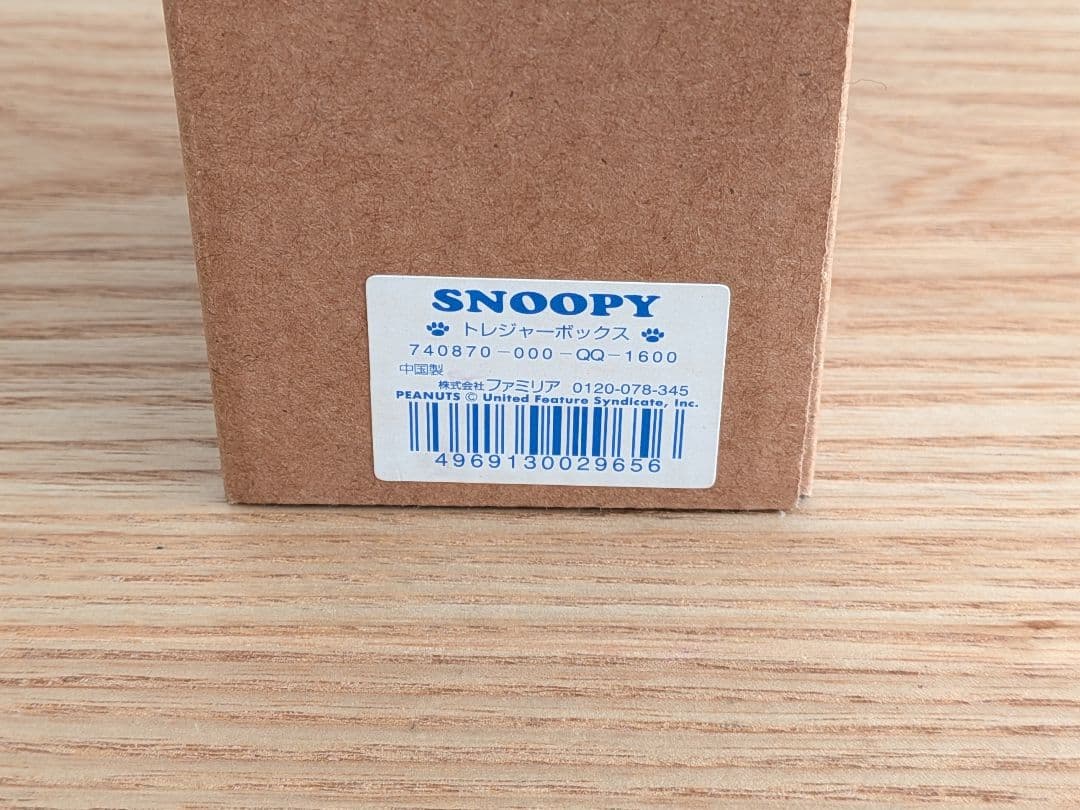 SNOOPY
トレジャーボックス
740870-000-QQ-1600
中国製
株式会社ファミリア 0120-078-345
PEANUTS © United Feature Syndicate, Inc.
4969130029656